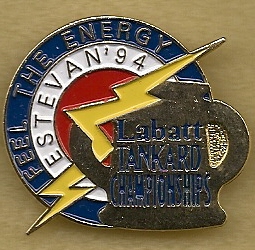 FEEL THE ENERGY
ESTEVAN '94
Labatt
TANKARD
CHAMPIONSHIPS